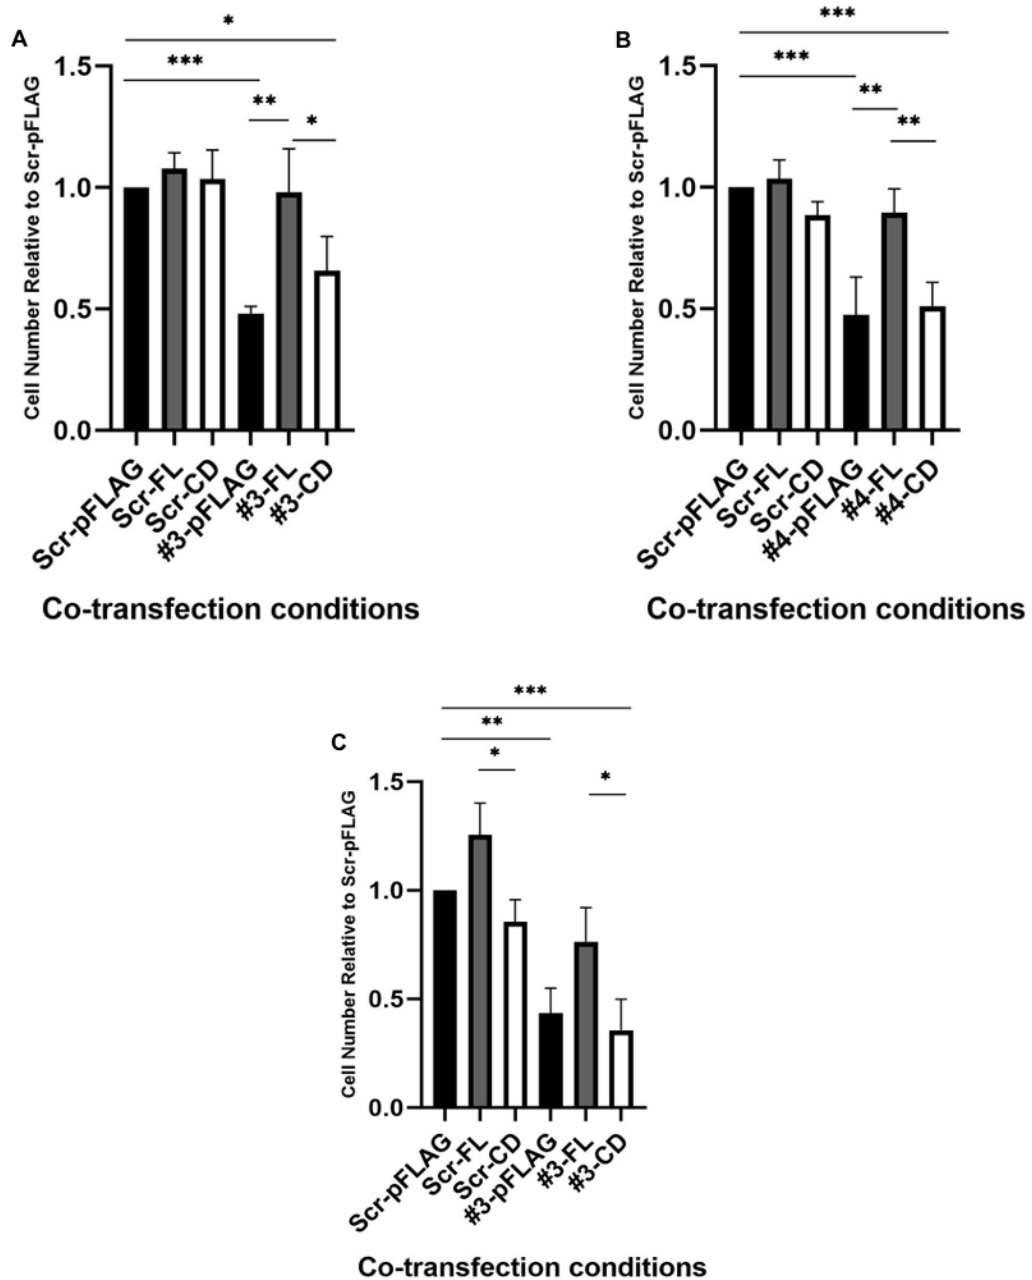 A
*
***
**
*
1.5
1.0
0.5
0.0
Cell Number Relative to Scr-pFLAG
Scr-pFLAG
Scr-FL
Scr-CD
#3-pFLAG
#3-FL
#3-CD
Co-transfection conditions
B
***
***
**
**
1.5
1.0
0.5
0.0
Cell Number Relative to Scr-pFLAG
Scr-pFLAG
Scr-FL
Scr-CD
#4-pFLAG
#4-FL
#4-CD
Co-transfection conditions
C
***
**
*
*
1.5
1.0
0.5
0.0
Cell Number Relative to Scr-pFLAG
Scr-pFLAG
Scr-FL
Scr-CD
#3-pFLAG
#3-FL
#3-CD
Co-transfection conditions